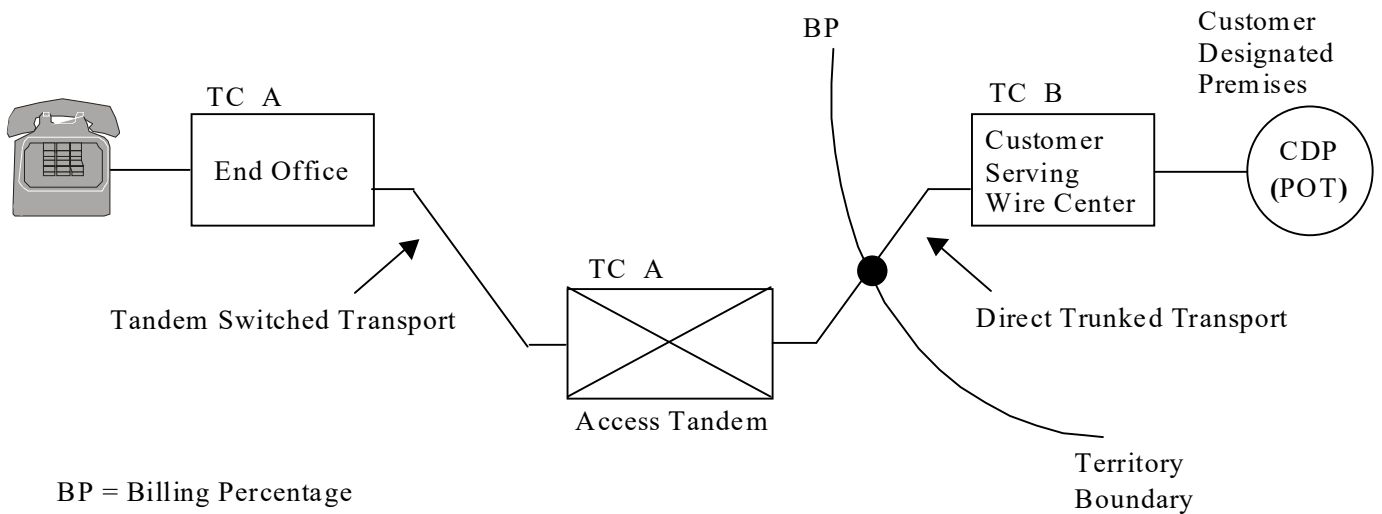 BP
Customer
Designated
Premises
TC A
TC B
End Office
Customer
Serving
Wire Center
CDP
(POT)
TC A
Tandem Switched Transport
Direct Trunked Transport
Access Tandem
Territory
Boundary
BP = Billing Percentage